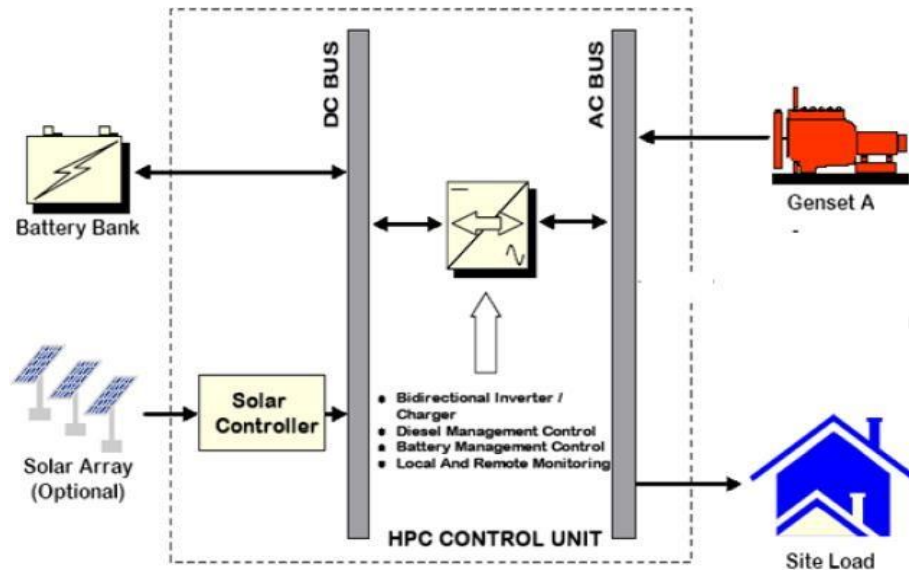 DC BUS
AC BUS
Battery Bank
Genset A
Solar
Controller
Solar Array
(Optional)
Bidirectional Inverter /
Charger
Diesel Management Control
Battery Management Control
Local And Remote Monitoring
HPC CONTROL UNIT
Site Load